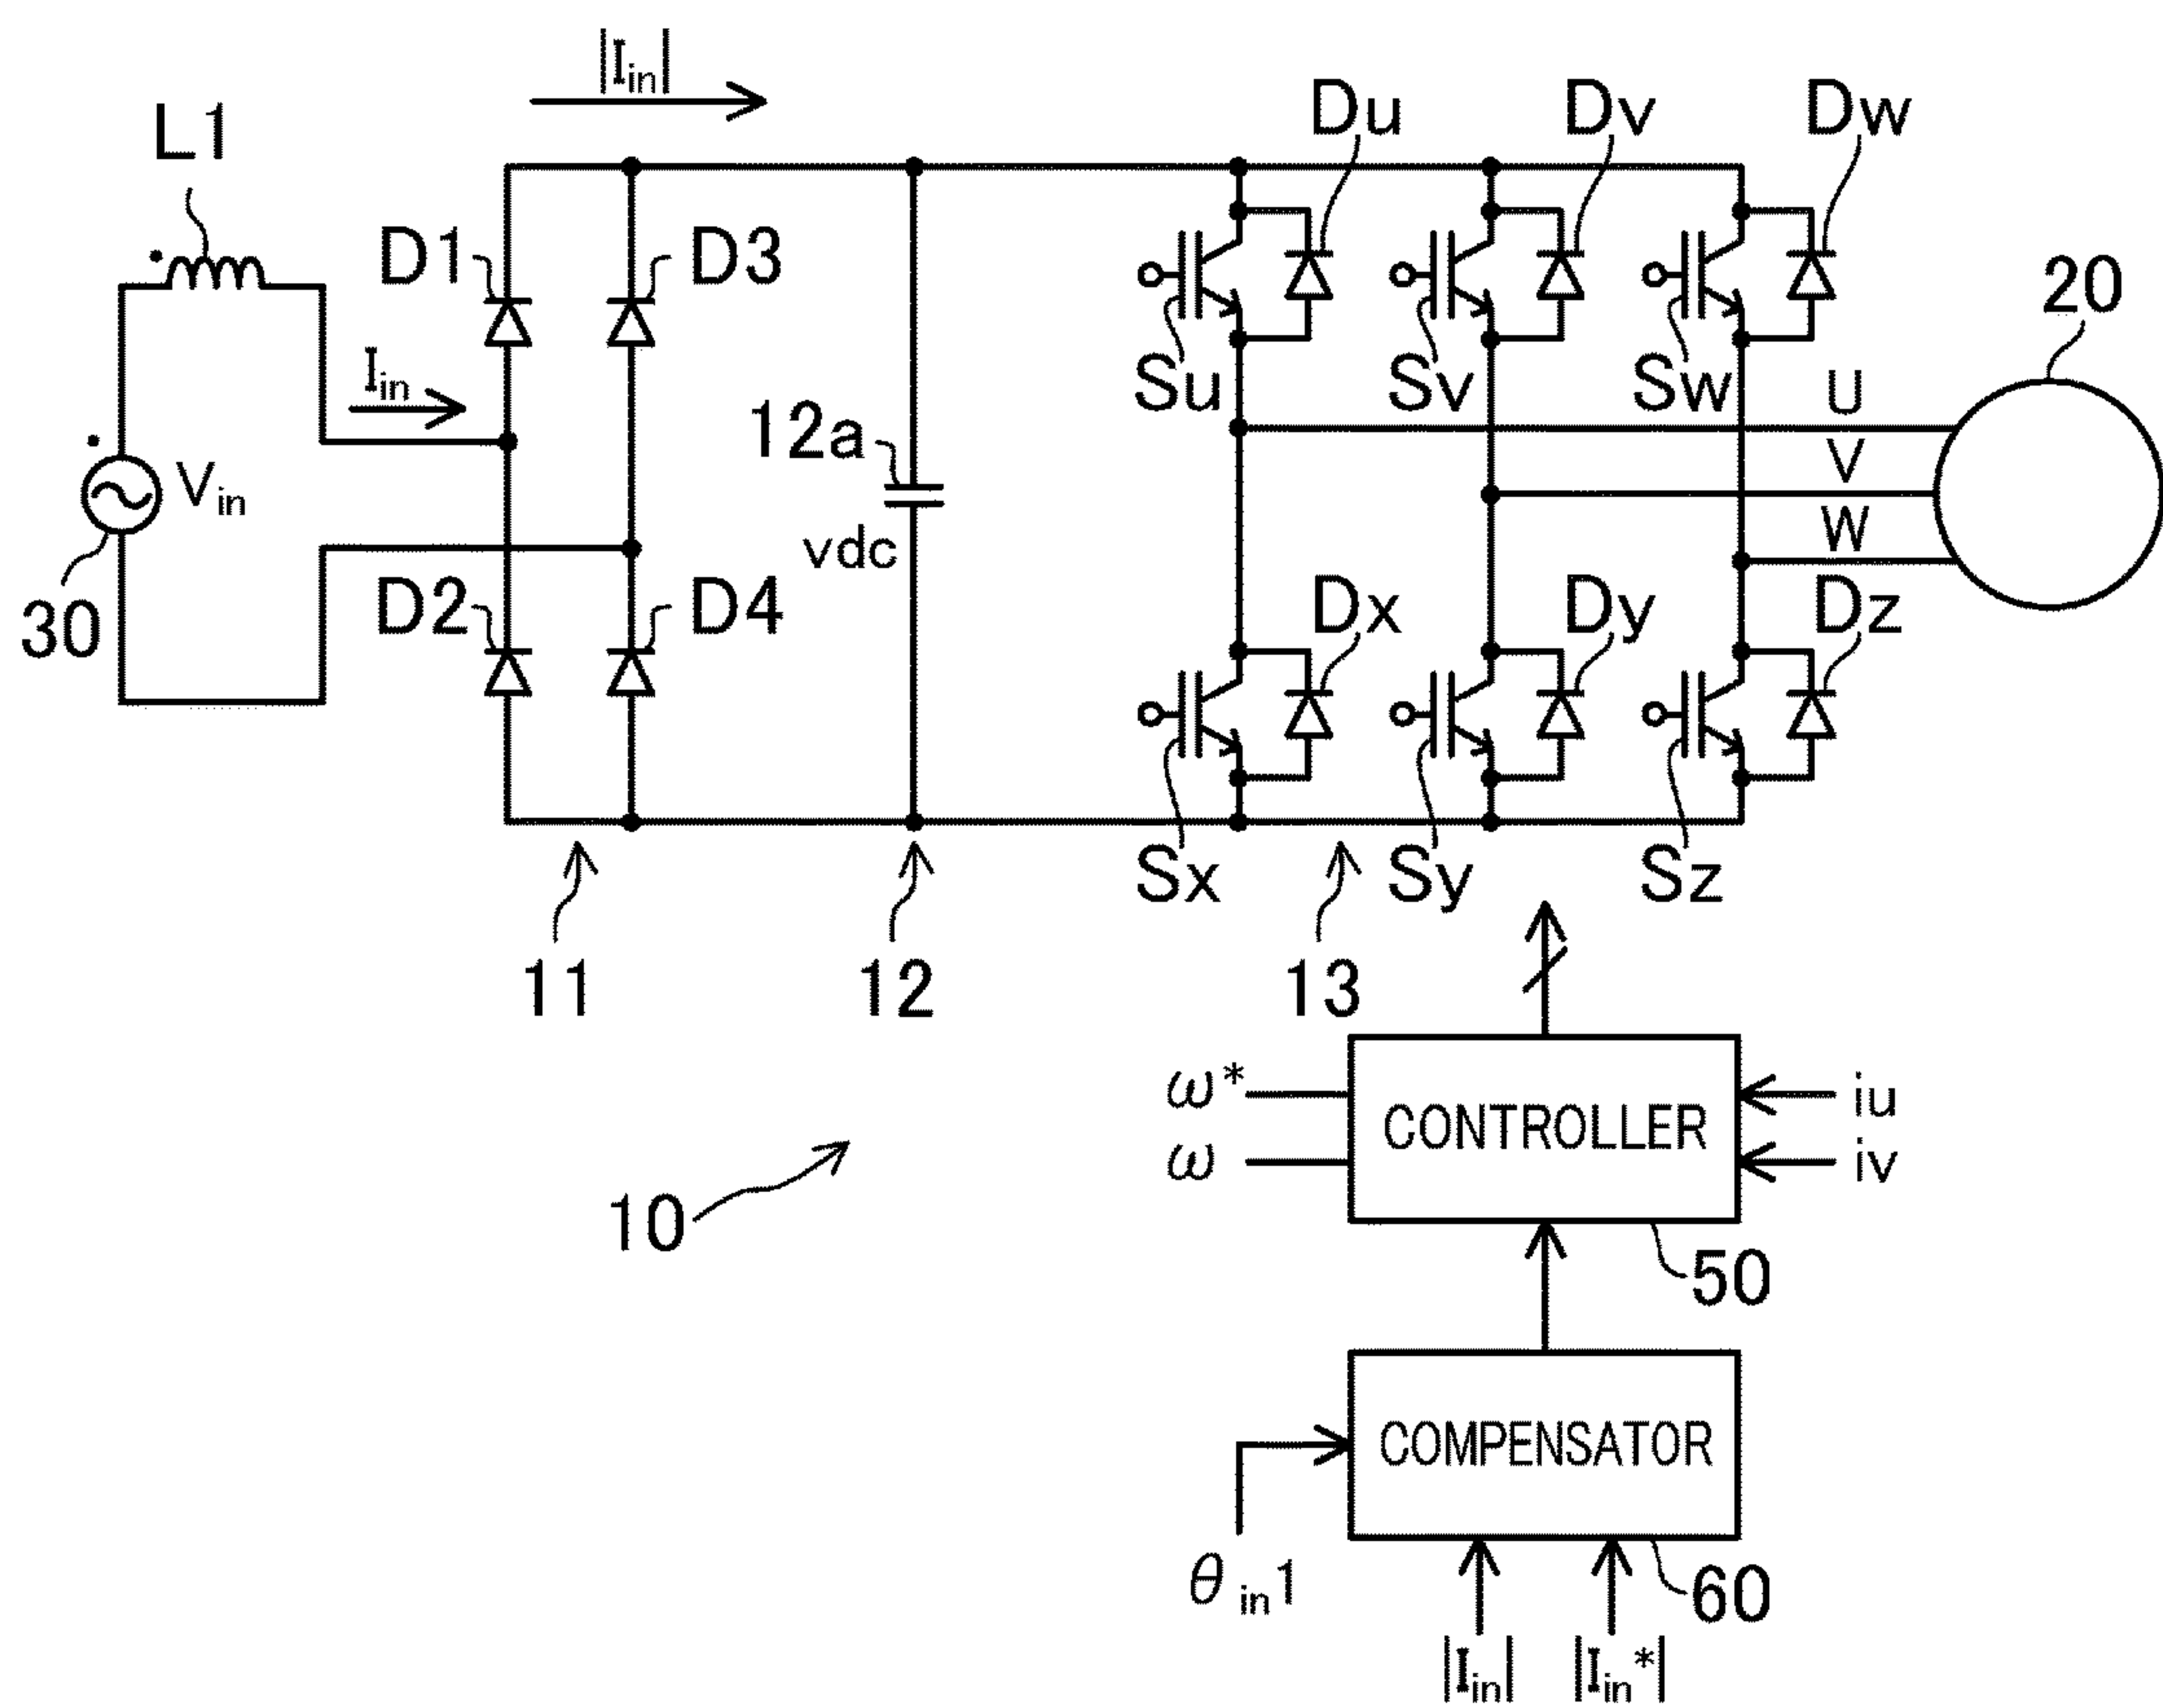 |Iin|
L1
Du
Dv
Dw
D1
D3
Iin
Vin
30
12a
vdc
D2
D4
Su
Sv
Sw
20
U
V
W
Dx
Dy
Dz
Sx
Sy
Sz
11
12
13
10
ω*
ω
CONTROLLER
iu
iv
50
COMPENSATOR
60
θin1
|Iin|
|Iin*|